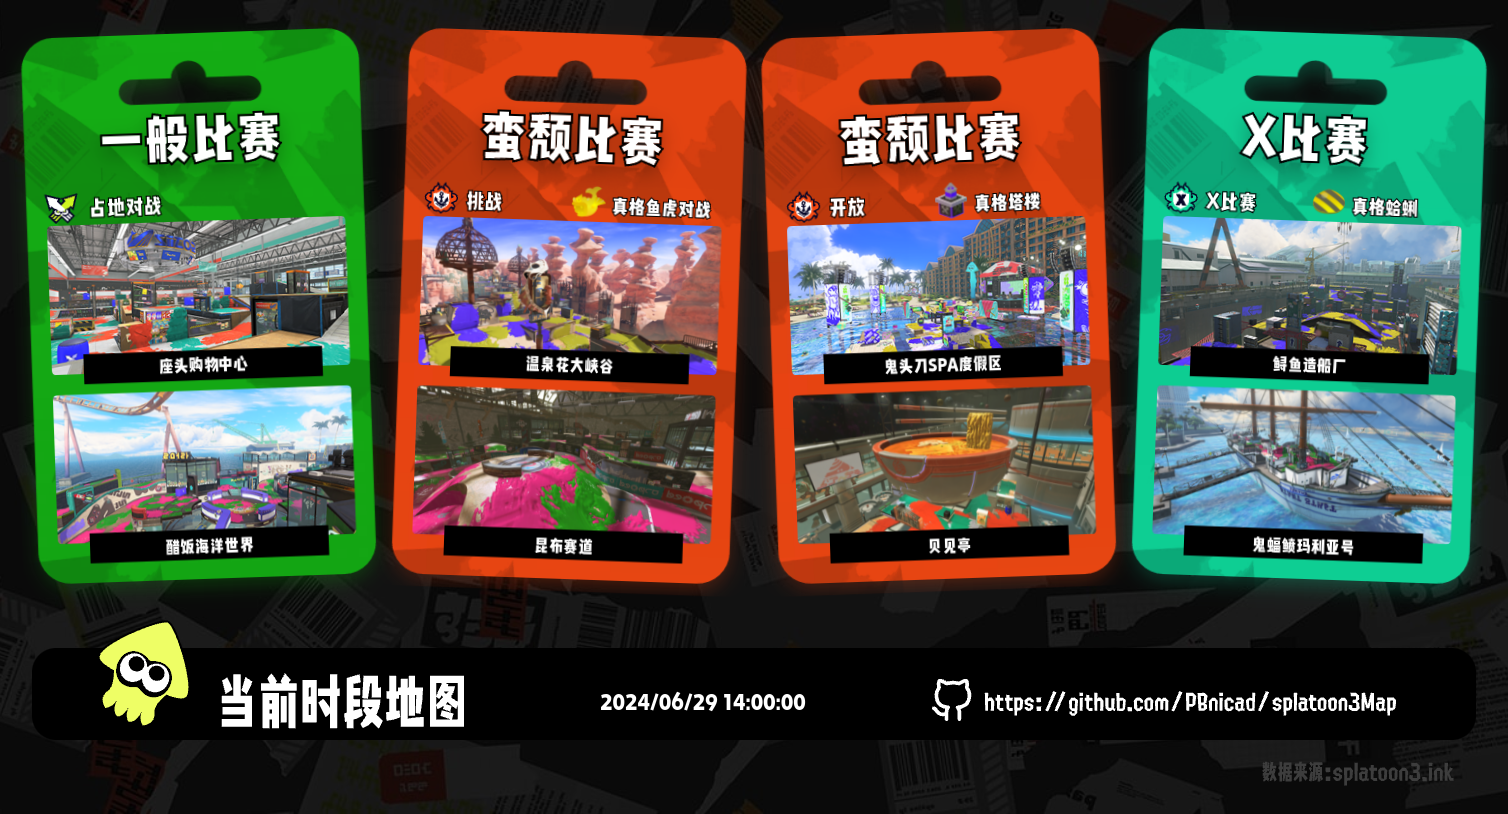 一般比赛
占地对战
座头购物中心
醋饭海洋世界
蛮颓比赛
挑战
真格鱼虎对战
温泉花大峡谷
昆布赛道
蛮颓比赛
开放
真格塔楼
鬼头刀SPA度假区
贝见亭
X比赛
X比赛
真格蛤蜊
鲟鱼造船厂
鬼蝠鲼玛利亚号
当前时段地图
2024/06/29 14:00:00
https://github.com/PBnicad/splatoon3Map
数据来源:splatoon3.ink